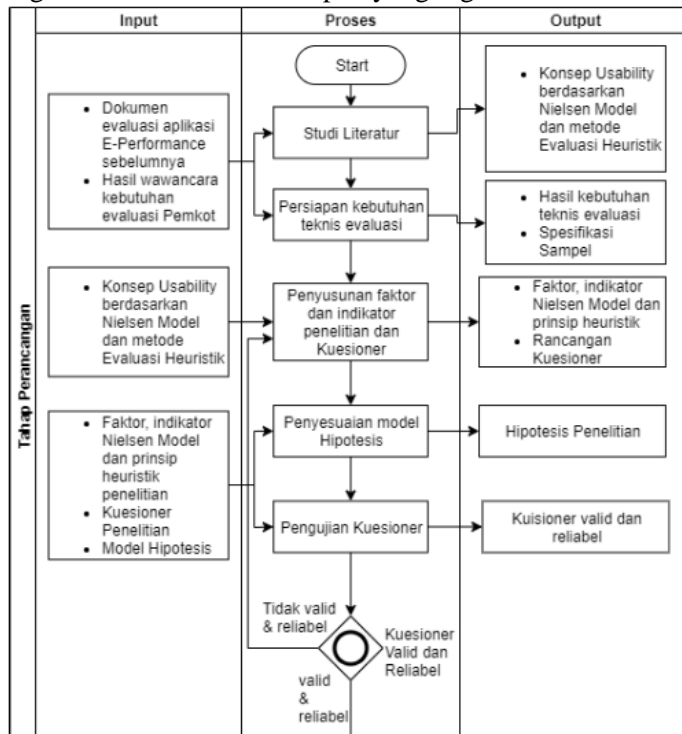 Input
Proses
Output
Tahap Perancangan
Start
Dokumen
evaluasi aplikasi
E-Performance
sebelumnya
Hasil wawancara
kebutuhan
evaluasi Pemkot
Studi Literatur
Konsep Usability
berdasarkan
Nielsen Model
dan metode
Evaluasi Heuristik
Persiapan kebutuhan
teknis evaluasi
Hasil kebutuhan
teknis evaluasi
Spesifikasi
Sampel
Konsep Usability
berdasarkan
Nielsen Model
dan metode
Evaluasi Heuristik
Penyusunan faktor
dan indikator
penelitian dan
Kuesioner
Faktor, indikator
Nielsen Model dan
prinsip heuristik
Rancangan
Kuesioner
Faktor, indikator
Nielsen Model
dan prinsip
heuristik
penelitian
Kuesioner
Penelitian
Model Hipotesis
Penyesuaian model
Hipotesis
Hipotesis Penelitian
Pengujian Kuesioner
Kuisioner valid dan
reliabel
Tidak valid
& reliabel
Kuesioner
Valid dan
Reliabel
valid
&
reliabel